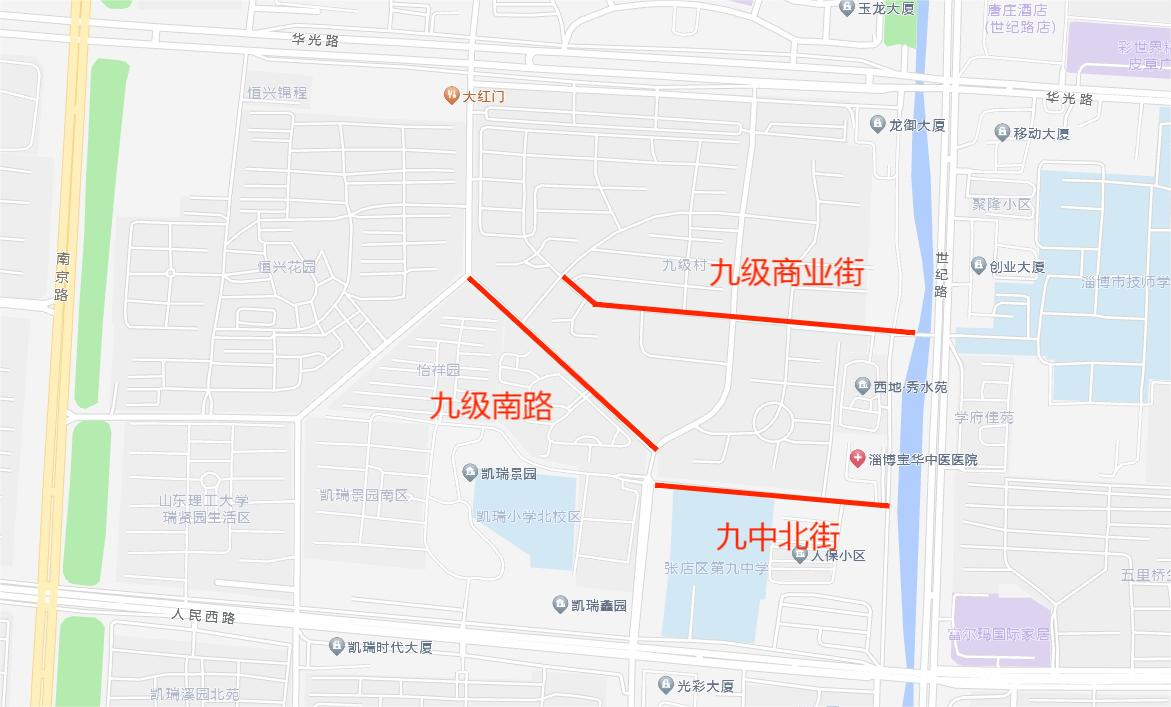 玉龙大厦
唐庄酒店
(世纪路店)
华光路
彩世界
皮草广
恒兴锦程
大红门
华光路
龙御大厦
移动大厦
聚隆小区
南京路
恒兴花园
九级村
九级商业街
世纪路
创业大厦
淄博市技师学
怡祥园
西地·秀水苑
九级南路
学府佳苑
淄博宝华中医医院
凯瑞景园
凯瑞景园南区
山东理工大学
瑞贤园生活区
凯瑞小学北校区
九中北街
人保小区
张店区第九中学
五里桥
凯瑞鑫园
人民西路
富尔玛国际家居
凯瑞时代大厦
光彩大厦
凯瑞溪园北苑